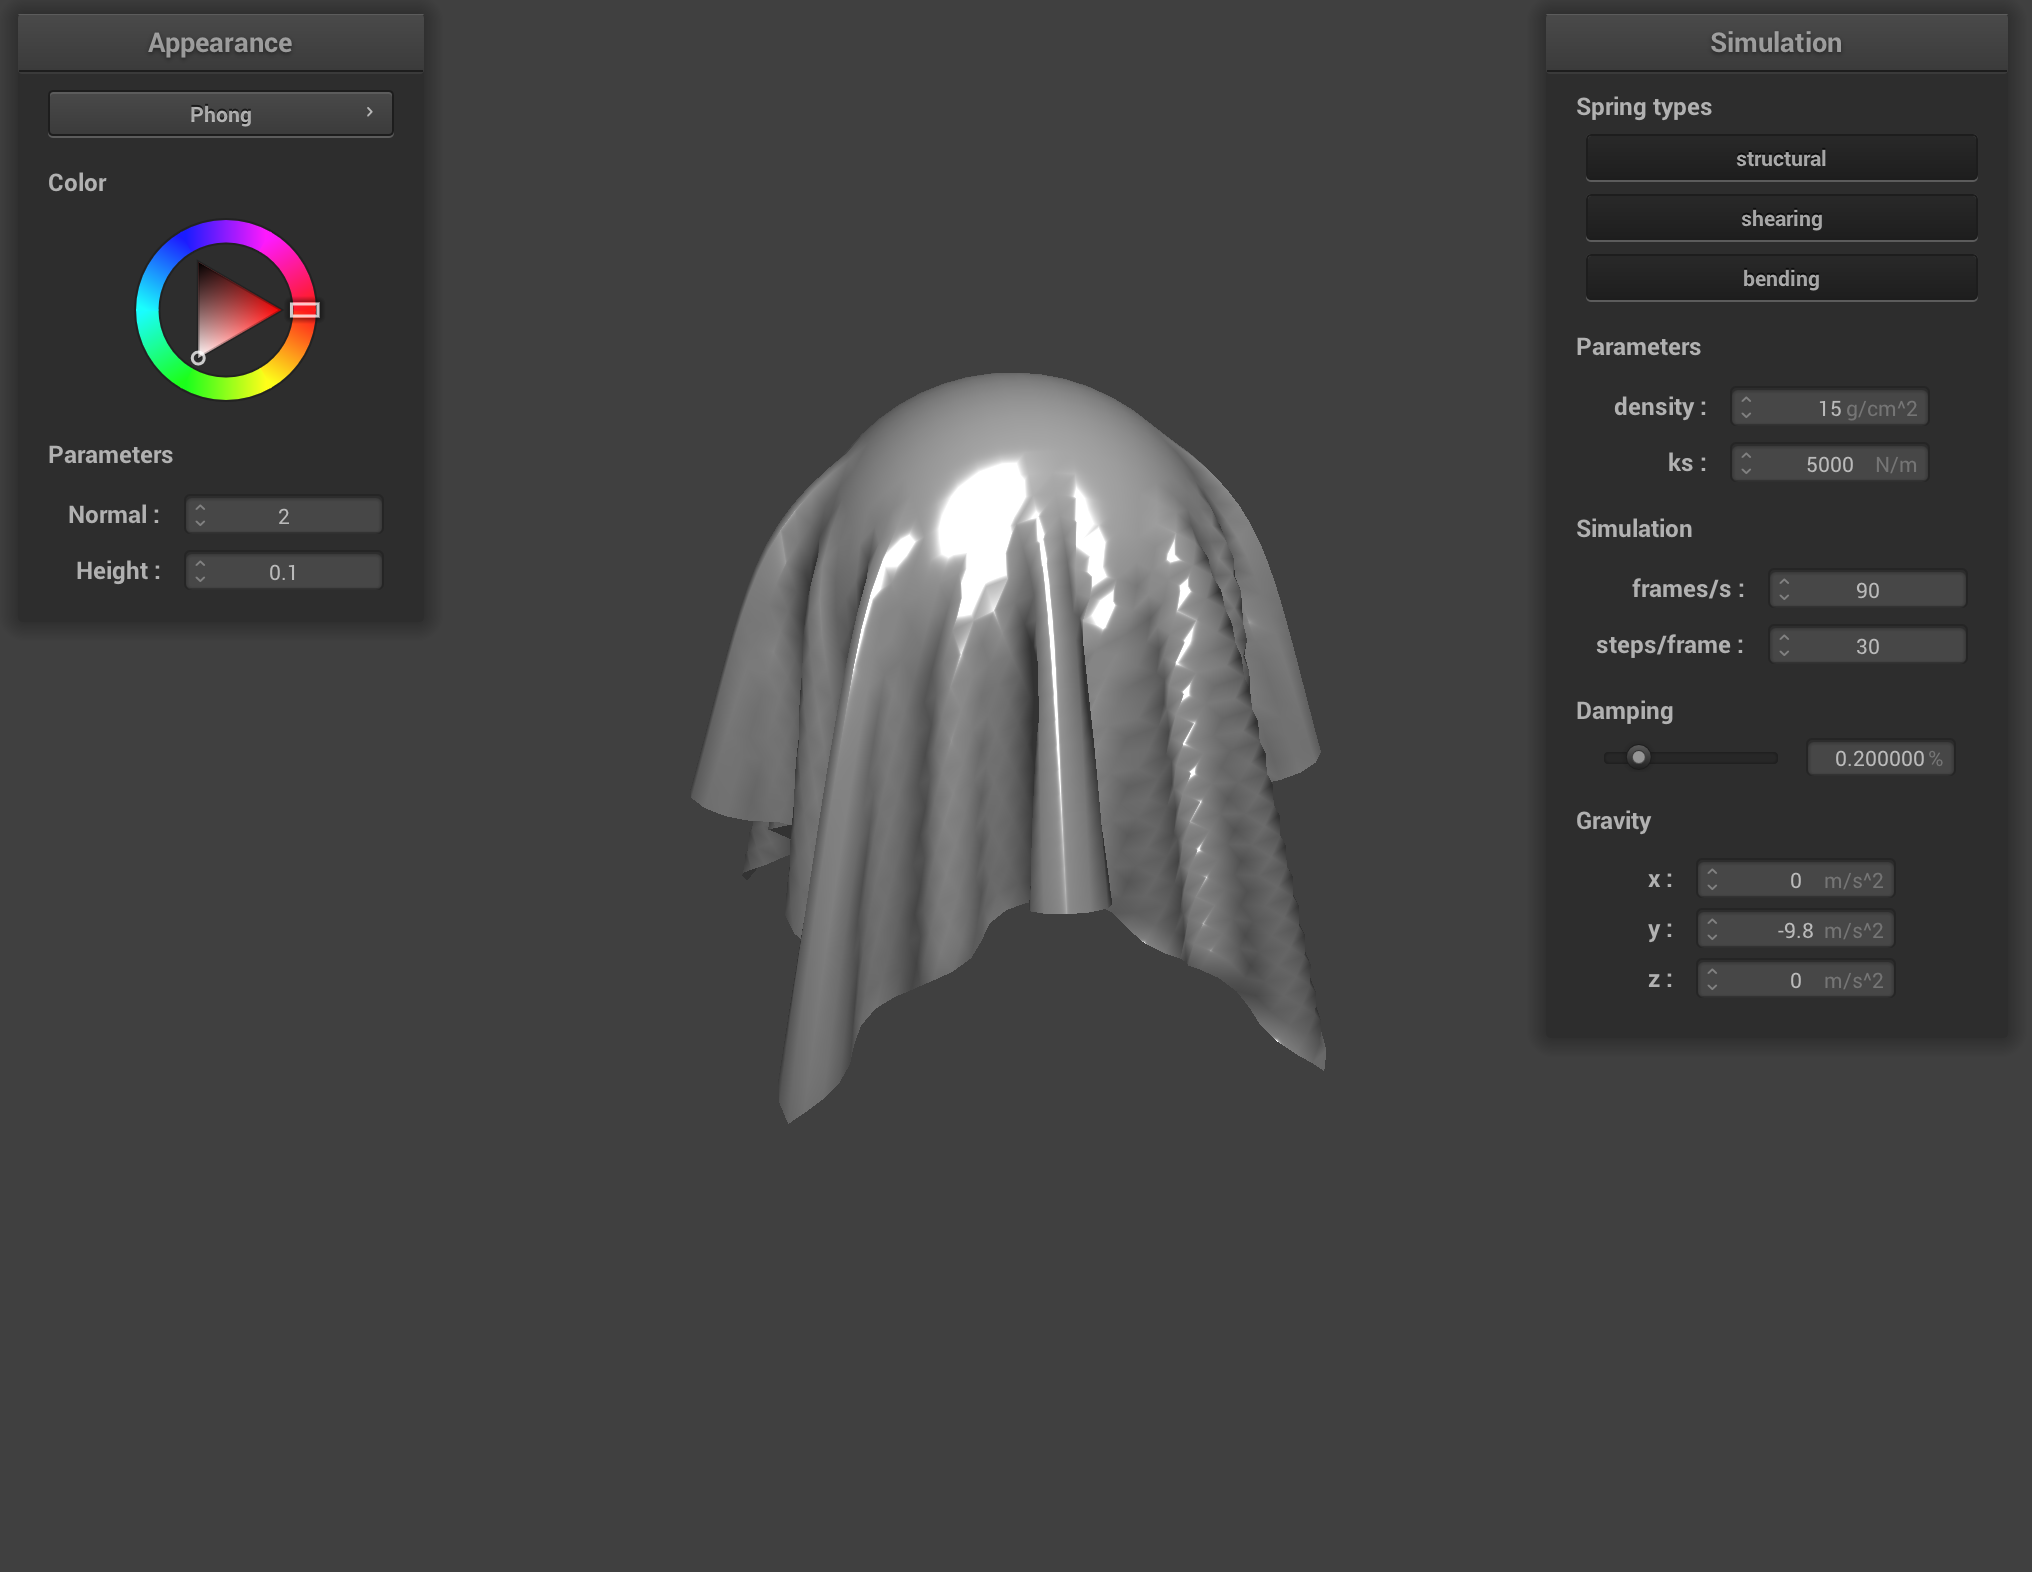 Appearance
Phong
Color
Parameters
Normal : 2
Height : 0.1
Simulation
Spring types
structural
shearing
bending
Parameters
density : 15 g/cm^2
ks : 5000 N/m
Simulation
frames/s : 90
steps/frame : 30
Damping
0.200000 %
Gravity
x : 0 m/s^2
y : -9.8 m/s^2
z : 0 m/s^2